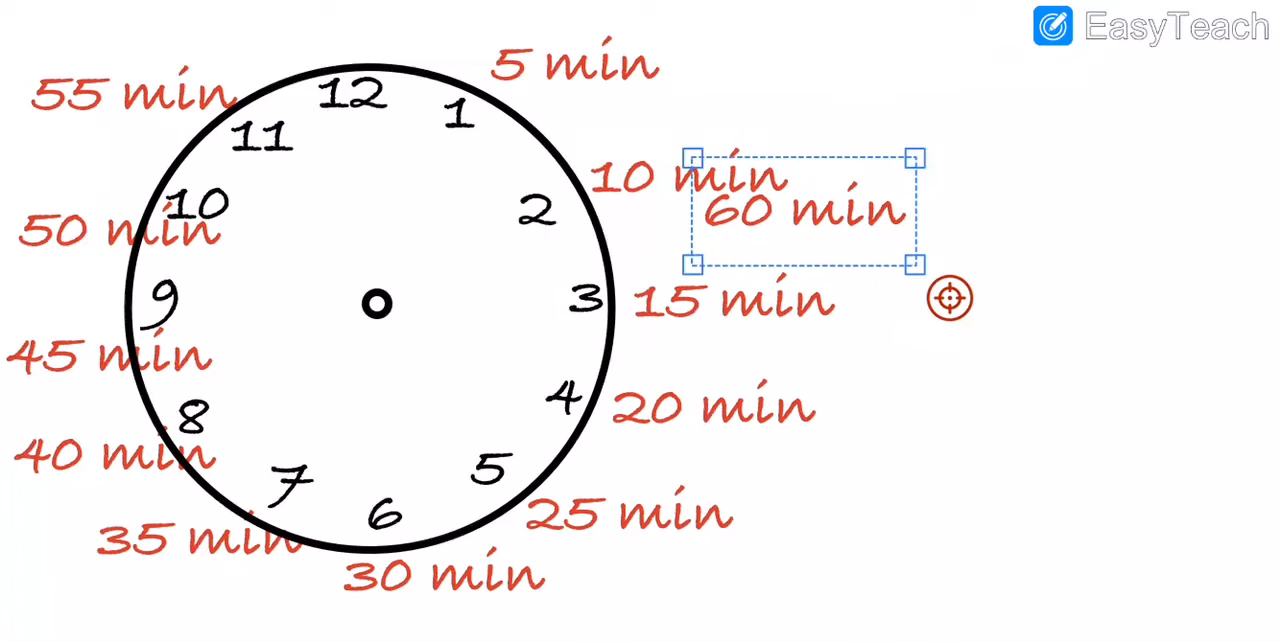 EasyTeach
5 min
55 min
12
1
11
10 min
10
2
60 min
50 min
9
3
15 min
45 min
4
20 min
8
40 min
7
5
6
25 min
35 min
30 min